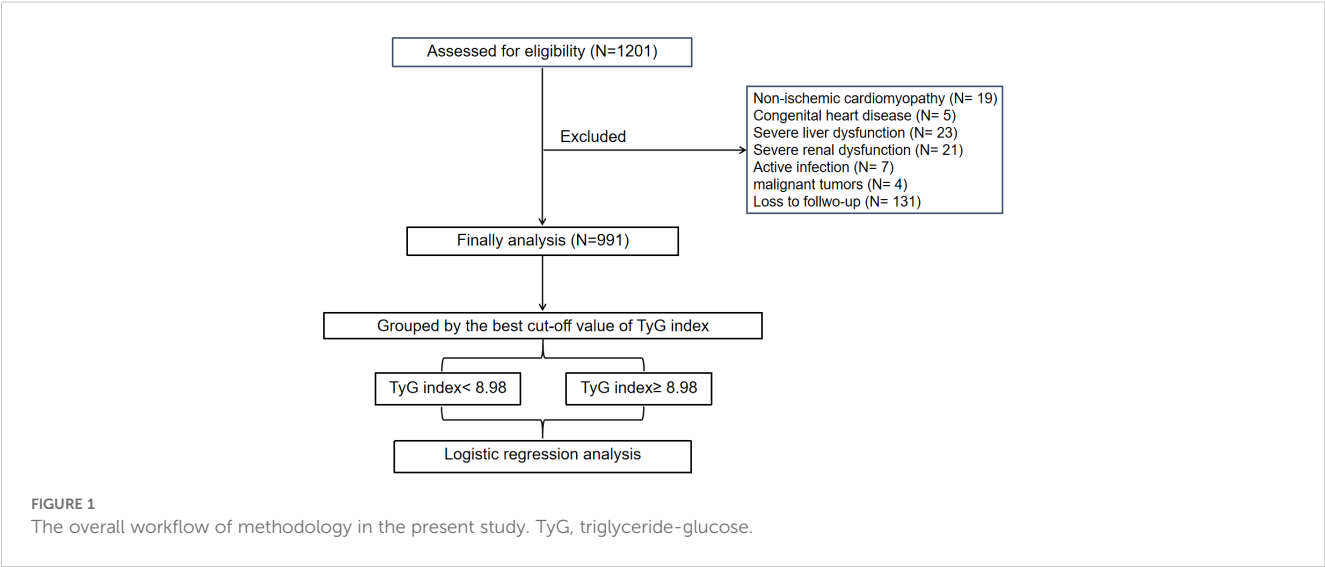 Assessed for eligibility (N=1201)
Excluded
Non-ischemic cardiomyopathy (N= 19)
Congenital heart disease (N= 5)
Severe liver dysfunction (N= 23)
Severe renal dysfunction (N= 21)
Active infection (N= 7)
malignant tumors (N= 4)
Loss to follwo-up (N= 131)
Finally analysis (N=991)
Grouped by the best cut-off value of TyG index
TyG index< 8.98
TyG index≥ 8.98
Logistic regression analysis
FIGURE 1
The overall workflow of methodology in the present study. TyG, triglyceride-glucose.